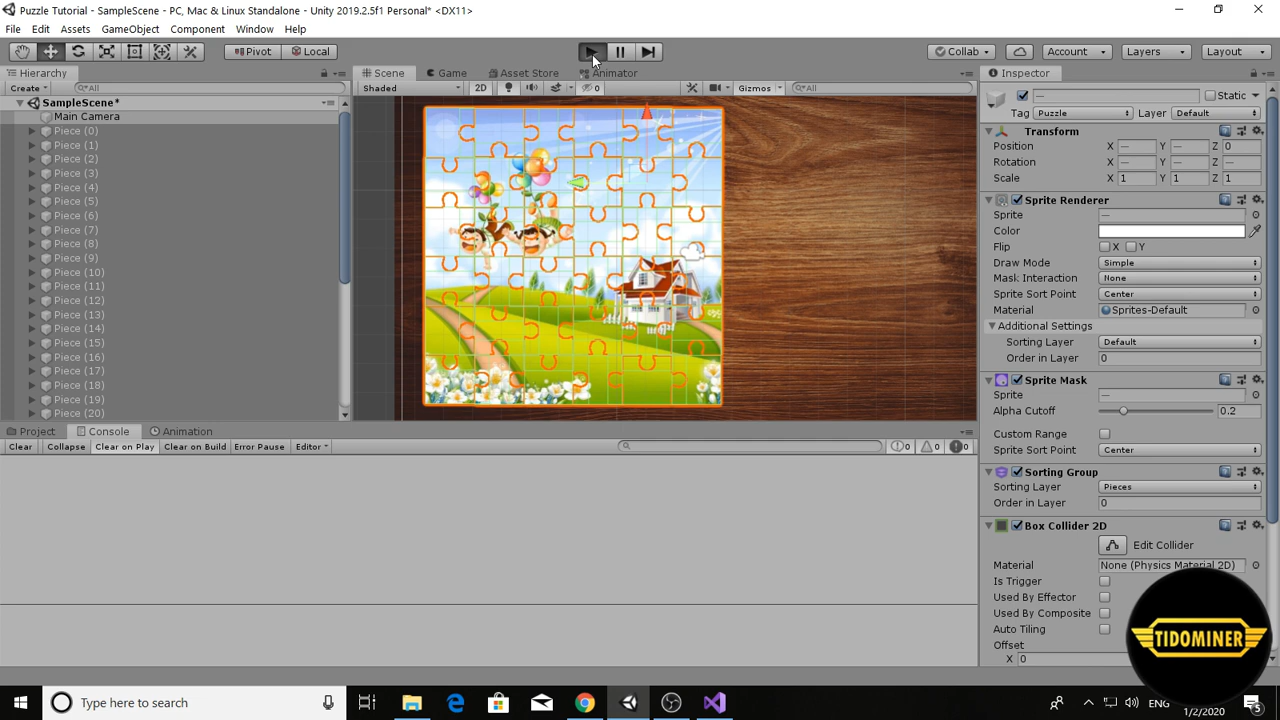 Puzzle Tutorial - SampleScene - PC, Mac & Linux Standalone - Unity 2019.2.5f1 Personal* <DX11>
File Edit Assets GameObject Component Window Help
Pivot Local Collab Account Layers Layout
Hierarchy Scene Game Asset Store Animator Inspector
Create All Shaded 2D 0 Gizmos All
SampleScene*
Main Camera
Piece (0)
Piece (1)
Piece (2)
Piece (3)
Piece (4)
Piece (5)
Piece (6)
Piece (7)
Piece (8)
Piece (9)
Piece (10)
Piece (11)
Piece (12)
Piece (13)
Piece (14)
Piece (15)
Piece (16)
Piece (17)
Piece (18)
Piece (19)
Piece (20)
— Static
Tag Puzzle Layer Default
Transform
Position X — Y — Z 0
Rotation X — Y — Z —
Scale X 1 Y 1 Z 1
Sprite Renderer
Sprite —
Color
Flip X Y
Draw Mode Simple
Mask Interaction None
Sprite Sort Point Center
Material Sprites-Default
Additional Settings
Sorting Layer Default
Order in Layer 0
Sprite Mask
Sprite —
Alpha Cutoff 0.2
Custom Range
Sprite Sort Point Center
Sorting Group
Sorting Layer Pieces
Order in Layer 0
Box Collider 2D
Edit Collider
Material None (Physics Material 2D)
Is Trigger
Used By Effector
Used By Composite
Auto Tiling
Offset
X 0
Project Console Animation
Clear Collapse Clear on Play Clear on Build Error Pause Editor 0 0 0
TIDOMINER
Type here to search
ENG
1/2/2020
5